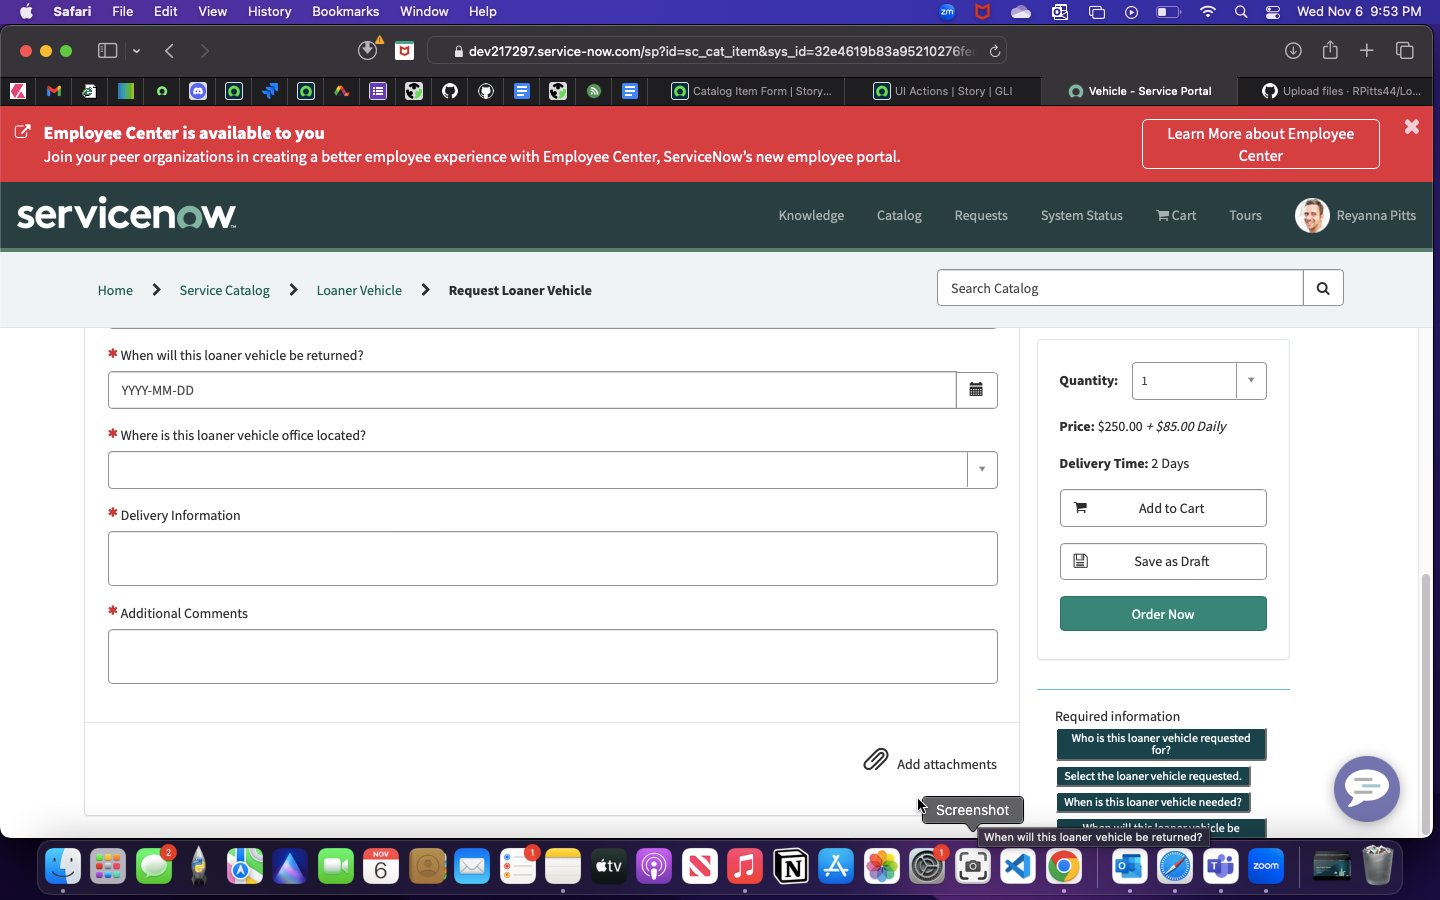 Safari File Edit View History Bookmarks Window Help
zm
Wed Nov 6 9:53 PM
dev217297.service-now.com/sp?id=sc_cat_item&sys_id=32e4619b83a95210276fe
Catalog Item Form | Story...
UI Actions | Story | GLI
Vehicle - Service Portal
Upload files · RPitts44/Lo...
Employee Center is available to you
Join your peer organizations in creating a better employee experience with Employee Center, ServiceNow's new employee portal.
Learn More about Employee
Center
servicenow
Knowledge
Catalog
Requests
System Status
Cart
Tours
Reyanna Pitts
Home
Service Catalog
Loaner Vehicle
Request Loaner Vehicle
Search Catalog
* When will this loaner vehicle be returned?
YYYY-MM-DD
* Where is this loaner vehicle office located?
* Delivery Information
* Additional Comments
Add attachments
Quantity:
1
Price: $250.00 + $85.00 Daily
Delivery Time: 2 Days
Add to Cart
Save as Draft
Order Now
Required information
Who is this loaner vehicle requested
for?
Select the loaner vehicle requested.
When is this loaner vehicle needed?
When will this loaner vehicle be
Screenshot
When will this loaner vehicle be returned?
2
NOV
6
1
tv
1
zoom